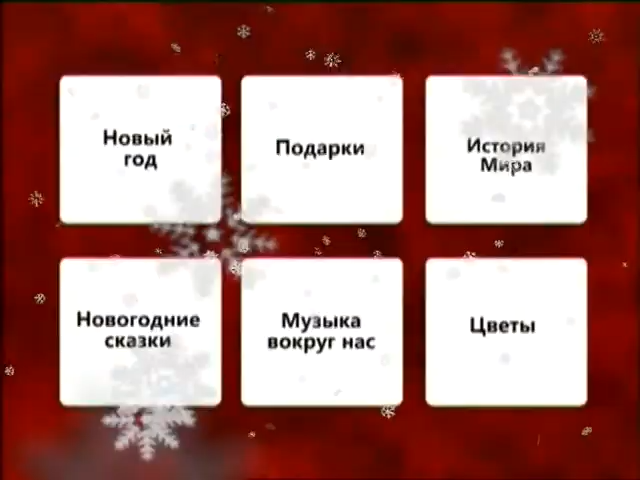 Новый
год
Подарки
История
Мира
Новогодние
сказки
Музыка
вокруг нас
Цветы